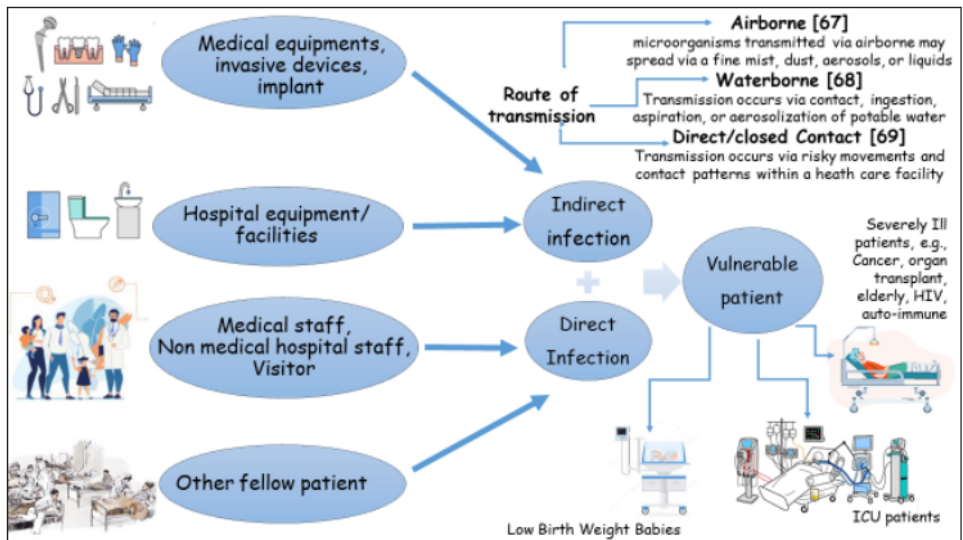 Medical equipments,
invasive devices,
implant
Hospital equipment/
facilities
Medical staff,
Non medical hospital staff,
Visitor
Other fellow patient
Route of
transmission
Airborne [67]
microorganisms transmitted via airborne may
spread via a fine mist, dust, aerosols, or liquids
Waterborne [68]
Transmission occurs via contact, ingestion,
aspiration, or aerosolization of potable water
Direct/closed Contact [69]
Transmission occurs via risky movements and
contact patterns within a heath care facility
Indirect
infection
Direct
Infection
Vulnerable
patient
Severely Ill
patients, e.g.,
Cancer, organ
transplant,
elderly, HIV,
auto-immune
Low Birth Weight Babies
ICU patients